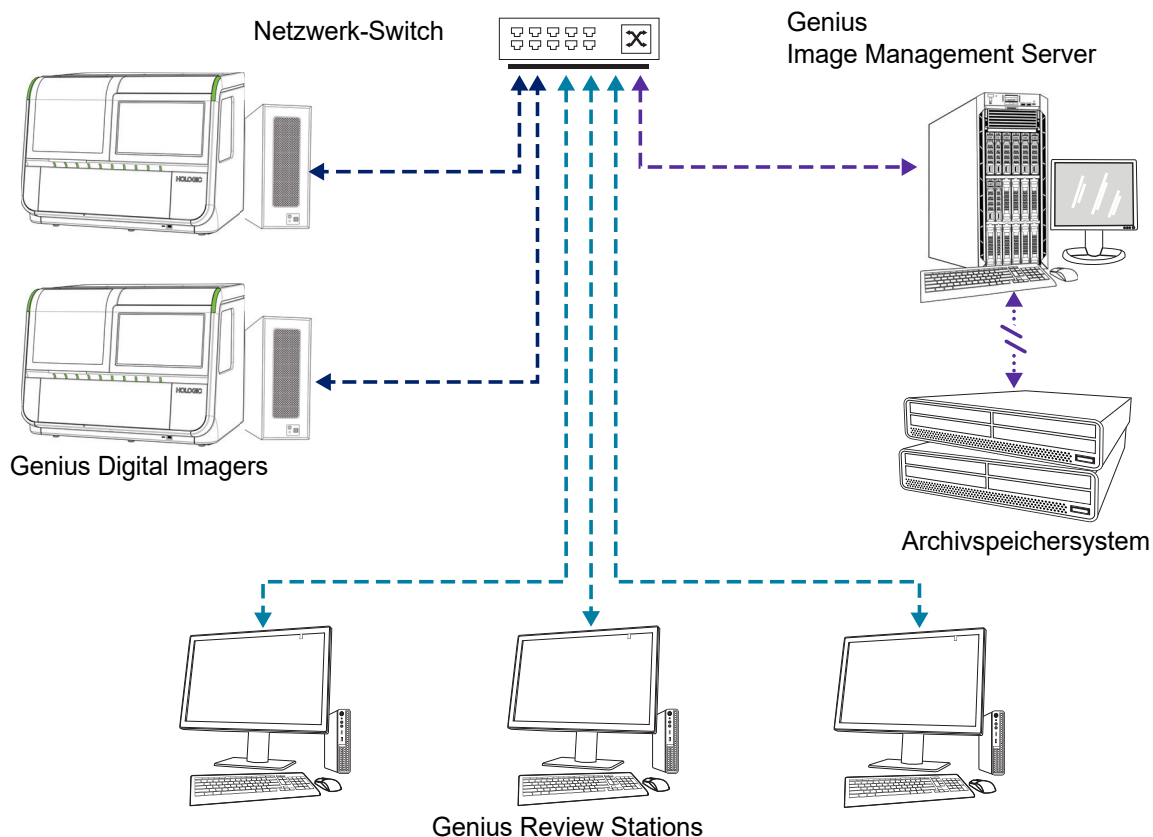 Netzwerk-Switch
Genius
Image Management Server
HOLOGIC
HOLOGIC
Genius Digital Imagers
Archivspeichersystem
Genius Review Stations